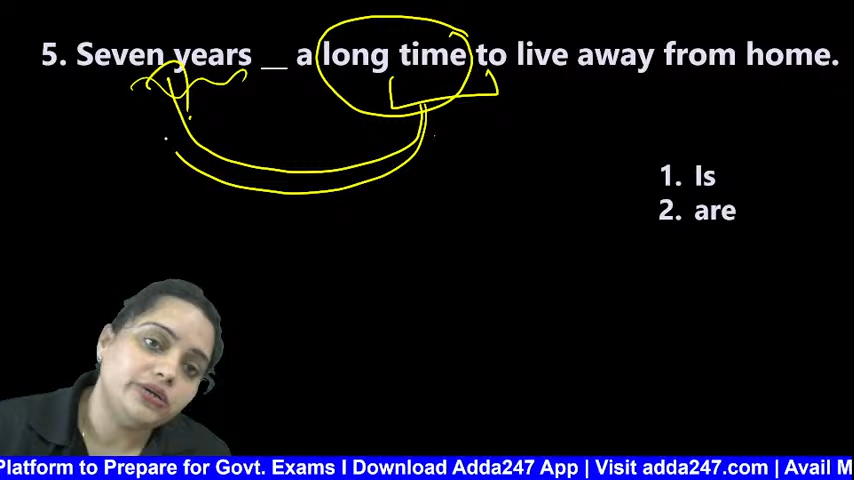 5. Seven years __ a long time to live away from home.
1. Is
2. are
Platform to Prepare for Govt. Exams I Download Adda247 App | Visit adda247.com | Avail M